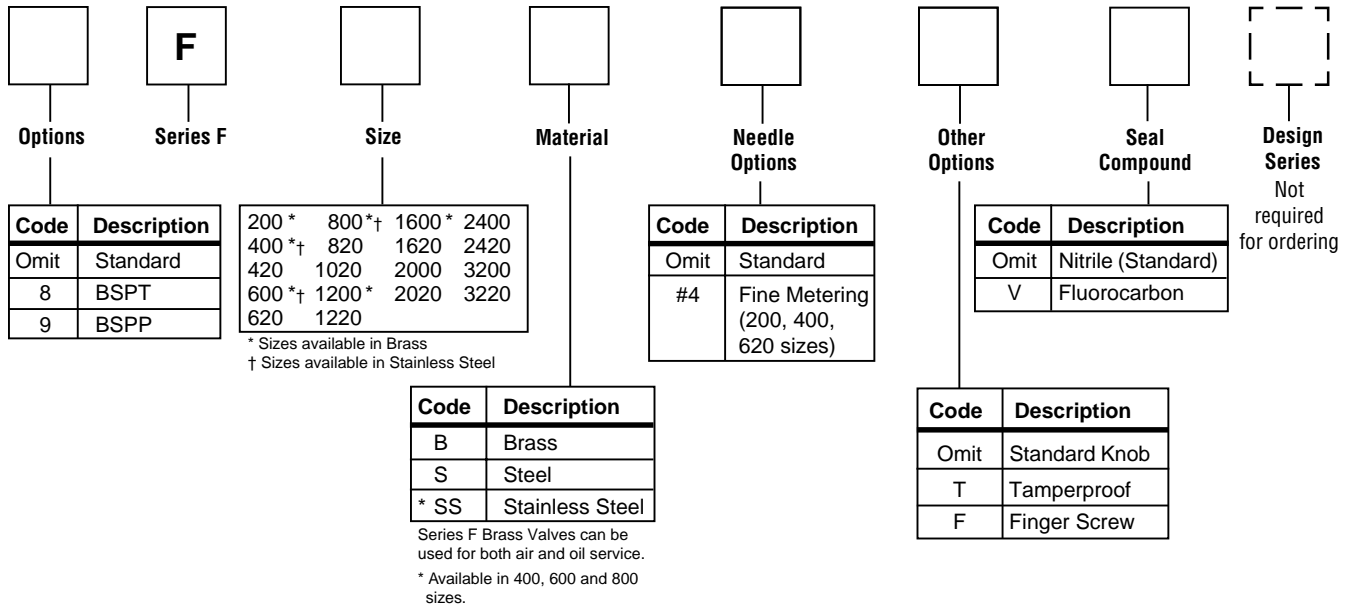 F
Options Series F Size Material Needle Options Other Options Seal Compound Design Series
Not required for ordering
Code Description
Omit Standard
8 BSPT
9 BSPP
200 * 800 *† 1600 * 2400
400 *† 820 1620 2420
420 1020 2000 3200
600 *† 1200 * 2020 3220
620 1220
* Sizes available in Brass
† Sizes available in Stainless Steel
Code Description
B Brass
S Steel
* SS Stainless Steel
Series F Brass Valves can be
used for both air and oil service.
* Available in 400, 600 and 800
sizes.
Code Description
Omit Standard
#4 Fine Metering
(200, 400,
620 sizes)
Code Description
Omit Standard Knob
T Tamperproof
F Finger Screw
Code Description
Omit Nitrile (Standard)
V Fluorocarbon